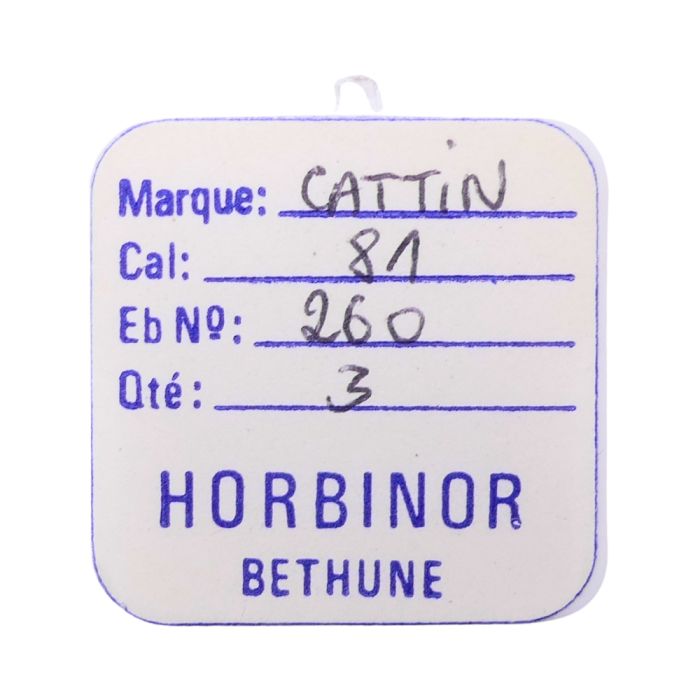 Marque: CATTIN
Cal: 81
Eb Nº: 260
Qté: 3
HORBINOR
BETHUNE